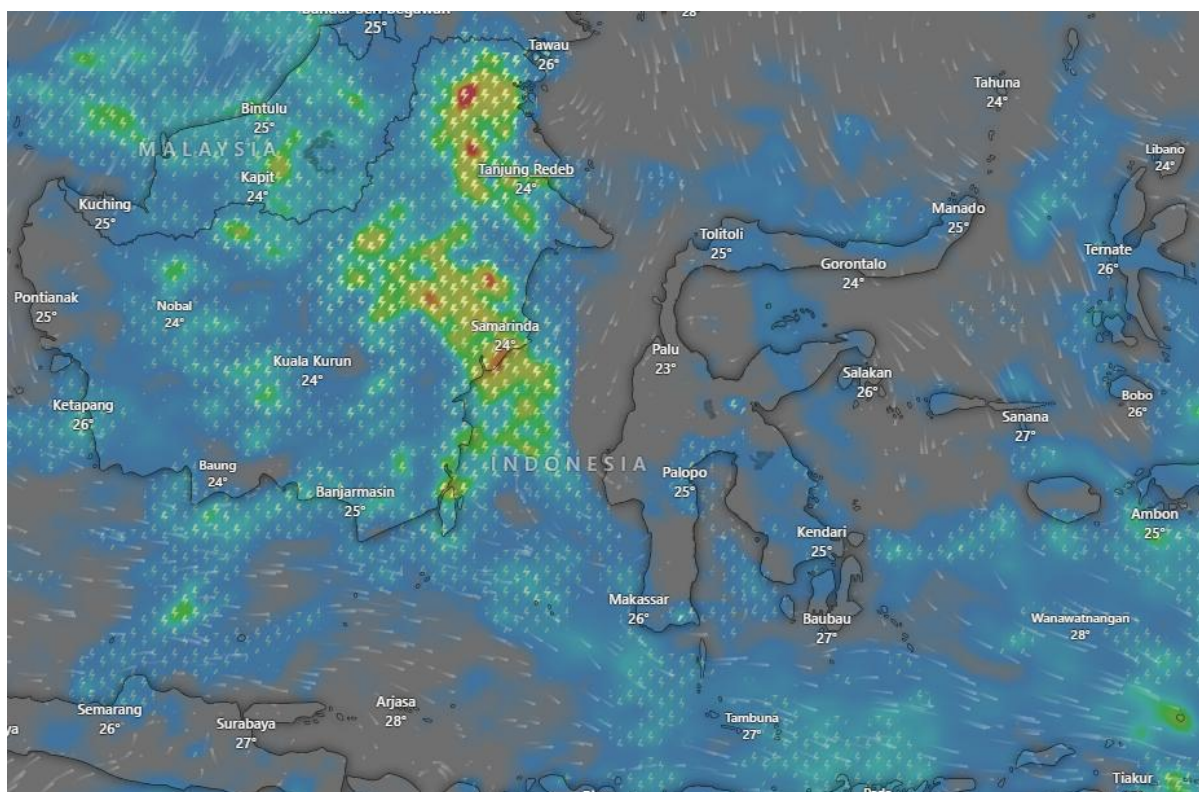 28
25°
Tawau
26°
Tahuna
24°
Bintulu
25°
MALAYSIA
Libano
24°
Kapit
24°
Tanjung Redeb
24°
Kuching
25°
Manado
25°
Tolitoli
25°
Ternate
26°
Gorontalo
24°
Pontianak
25°
Nobal
24°
Samarinda
24°
Palu
23°
Kuala Kurun
24°
Salakan
26°
Bobo
26°
Ketapang
26°
Sanana
27°
Baung
24°
INDONESIA
Palopo
25°
Banjarmasin
25°
Ambon
25°
Kendari
25°
Makassar
26°
Baubau
27°
Wanawatnangan
28°
Semarang
26°
Arjasa
28°
Surabaya
27°
ya
Tambuna
27°
Tiakur